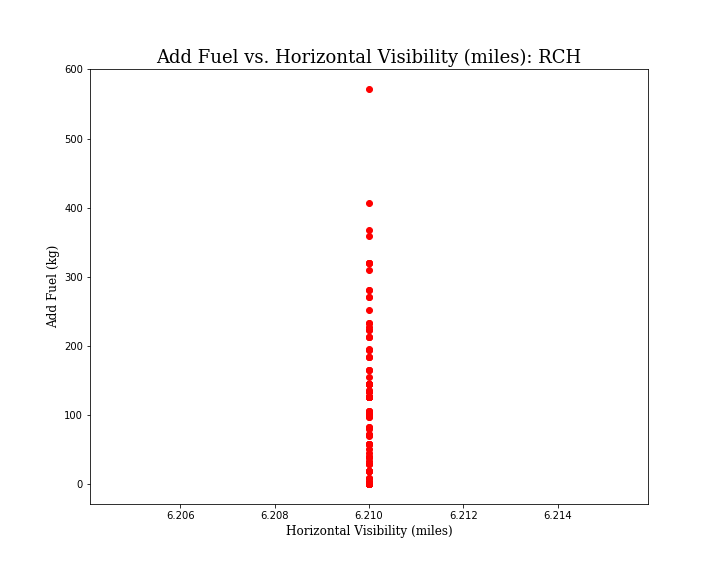 Add Fuel vs. Horizontal Visibility (miles): RCH
600
500
400
300
200
100
0
Add Fuel (kg)
6.206 6.208 6.210 6.212 6.214
Horizontal Visibility (miles)